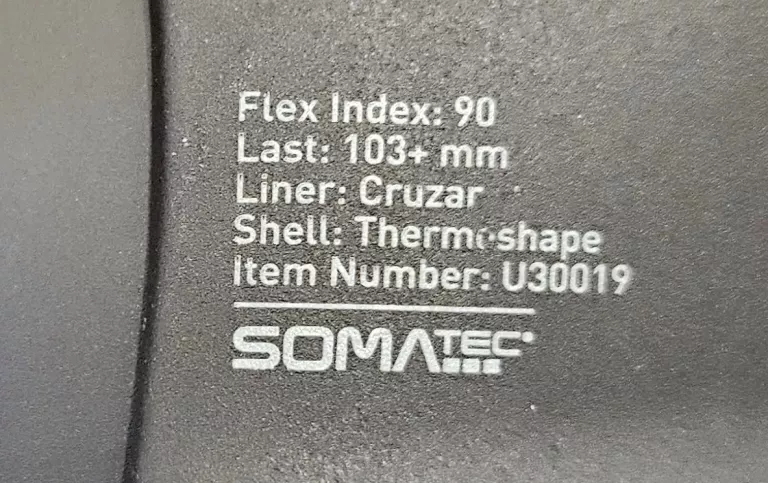 Flex Index: 90
Last: 103+ mm
Liner: Cruzar
Shell: Thermoshape
Item Number: U30019
SOMATEC